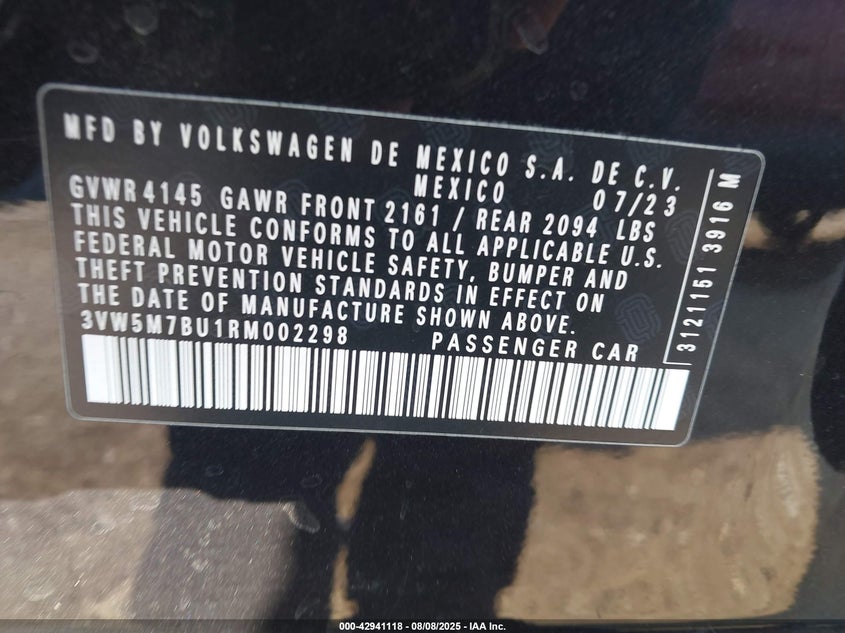 MFD BY VOLKSWAGEN DE MEXICO S.A. DE C.V.
MEXICO 07/23
GVWR 4145 GAWR FRONT 2161 / REAR 2094 LBS
THIS VEHICLE CONFORMS TO ALL APPLICABLE U.S.
FEDERAL MOTOR VEHICLE SAFETY, BUMPER AND
THEFT PREVENTION STANDARDS IN EFFECT ON
THE DATE OF MANUFACTURE SHOWN ABOVE.
3VW5M7BU1RM002298 PASSENGER CAR
3121151 3916 M
000-42941118 - 08/08/2025 - IAA Inc.